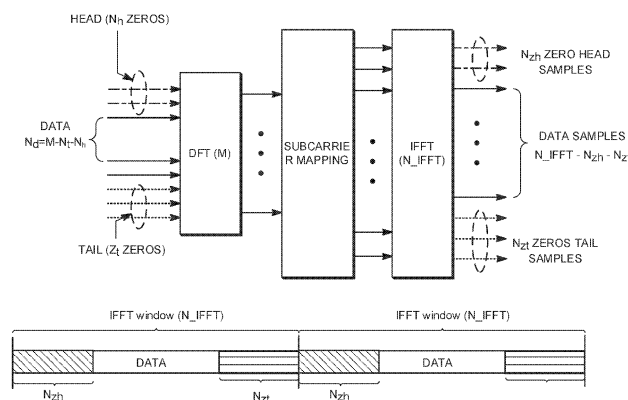 HEAD (Nh ZEROS)
DATA
Nd=M-Nt-Nh
TAIL (Zt ZEROS)
DFT (M)
SUBCARRIE
R MAPPING
IFFT
(N_IFFT)
Nzh ZERO HEAD
SAMPLES
DATA SAMPLES
N_IFFT - Nzh - Nz
Nzt ZEROS TAIL
SAMPLES
IFFT window (N_IFFT)
IFFT window (N_IFFT)
DATA
DATA
Nzh
Nzt
Nzh